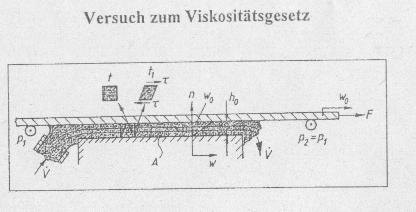 Versuch zum Viskositätsgesetz
t
t₁
τ
τ
n
w₀
h₀
w₀
F
p₁
p₂=p₁
V̇
A
w
V̇